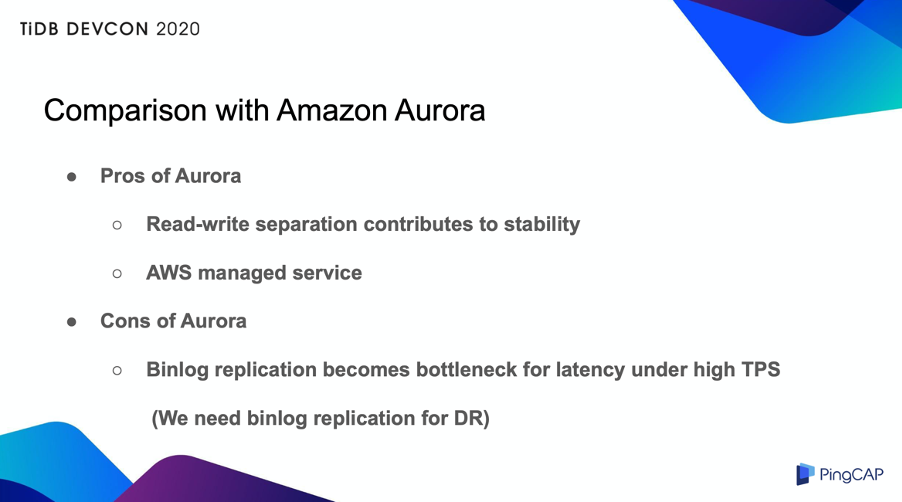 TiDB DEVCON 2020
Comparison with Amazon Aurora
● Pros of Aurora
○ Read-write separation contributes to stability
○ AWS managed service
● Cons of Aurora
○ Binlog replication becomes bottleneck for latency under high TPS
(We need binlog replication for DR)
PingCAP